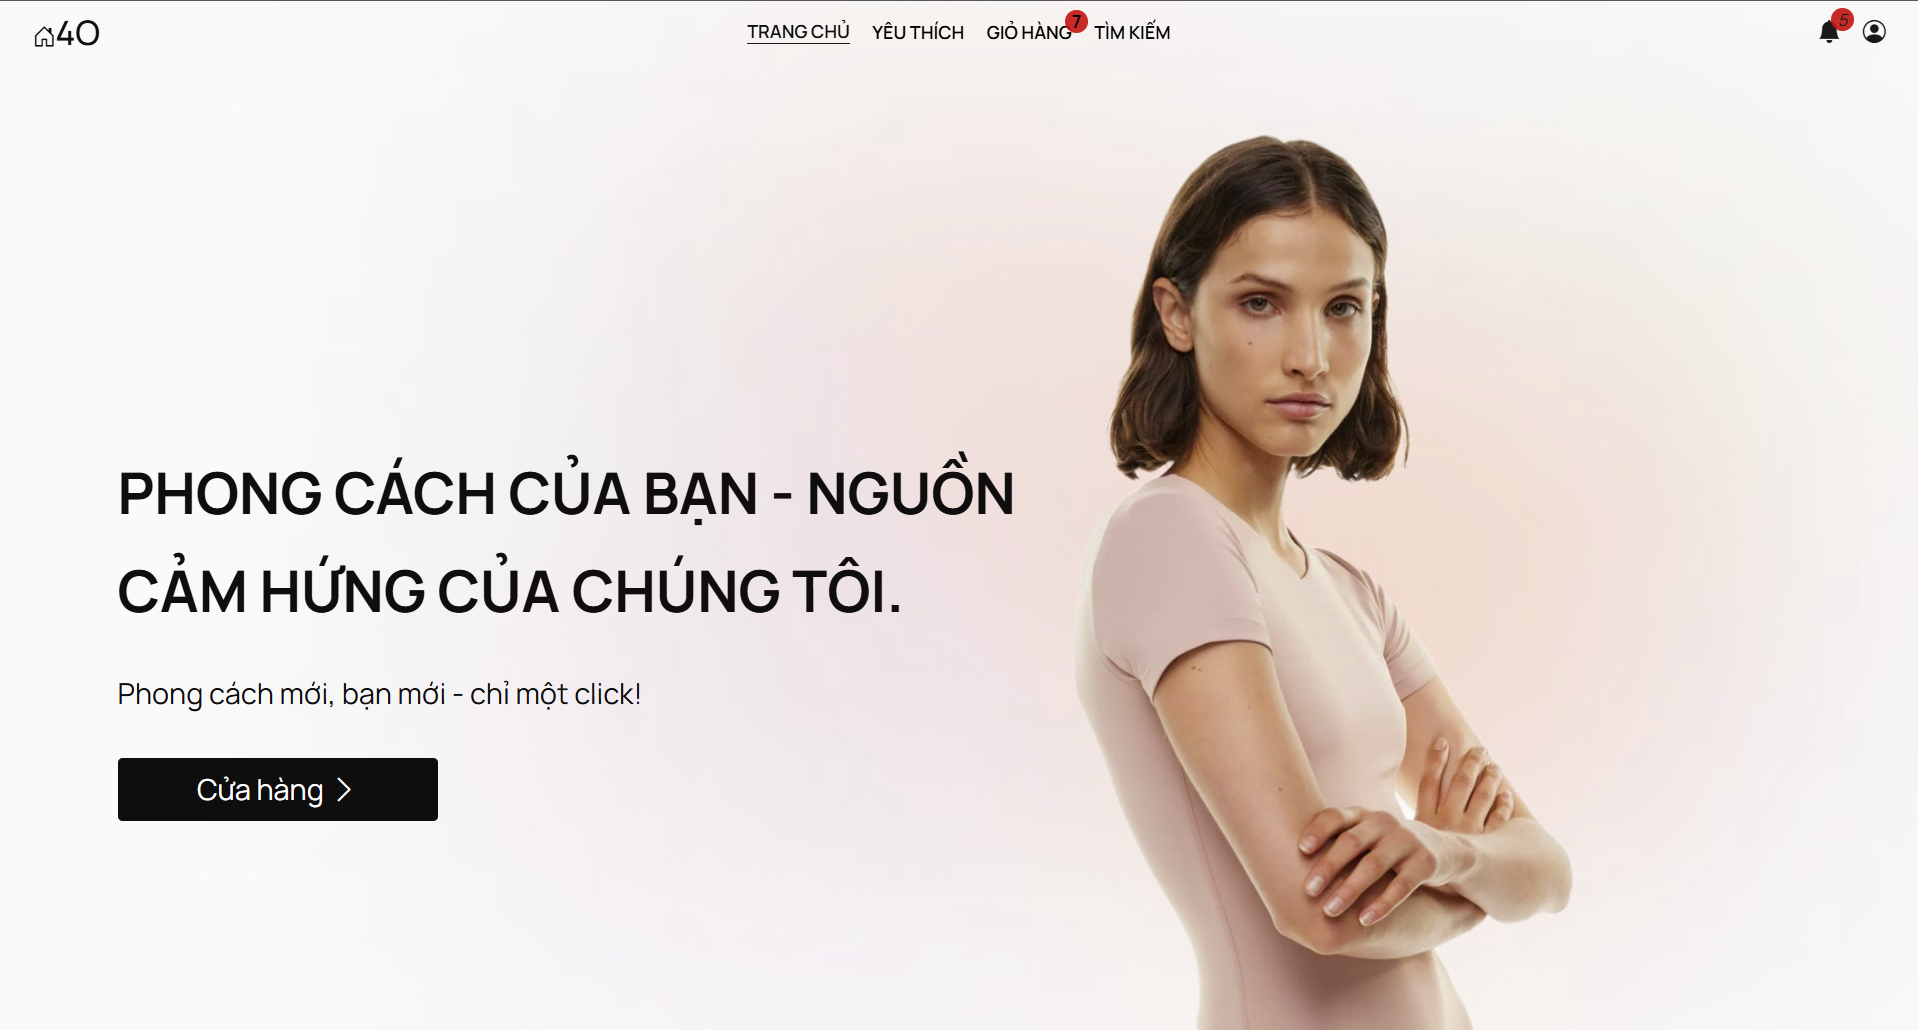 4O
TRANG CHỦ YÊU THÍCH GIỎ HÀNG 7 TÌM KIẾM
5
PHONG CÁCH CỦA BẠN - NGUỒN
CẢM HỨNG CỦA CHÚNG TÔI.
Phong cách mới, bạn mới - chỉ một click!
Cửa hàng